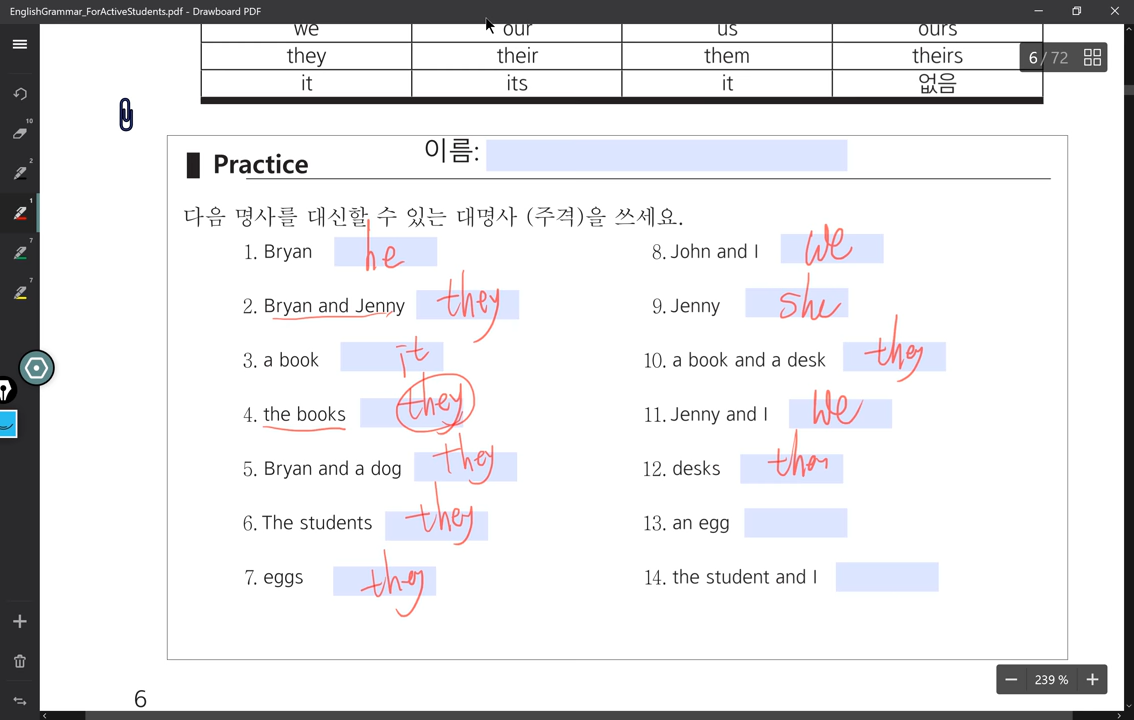 EnglishGrammar_ForActiveStudents.pdf - Drawboard PDF
we our us ours
they their them theirs
it its it 없음
6 / 72
이름:
Practice
다음 명사를 대신할 수 있는 대명사 (주격)을 쓰세요.
1. Bryan he
2. Bryan and Jenny they
3. a book it
4. the books they
5. Bryan and a dog they
6. The students they
7. eggs they
8. John and I we
9. Jenny she
10. a book and a desk they
11. Jenny and I we
12. desks
13. an egg
14. the student and I
6
239 %
10
2
1
7
7